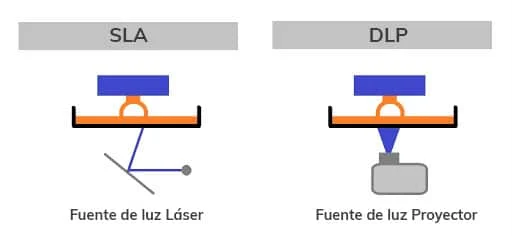 SLA
DLP
Fuente de luz Láser
Fuente de luz Proyector